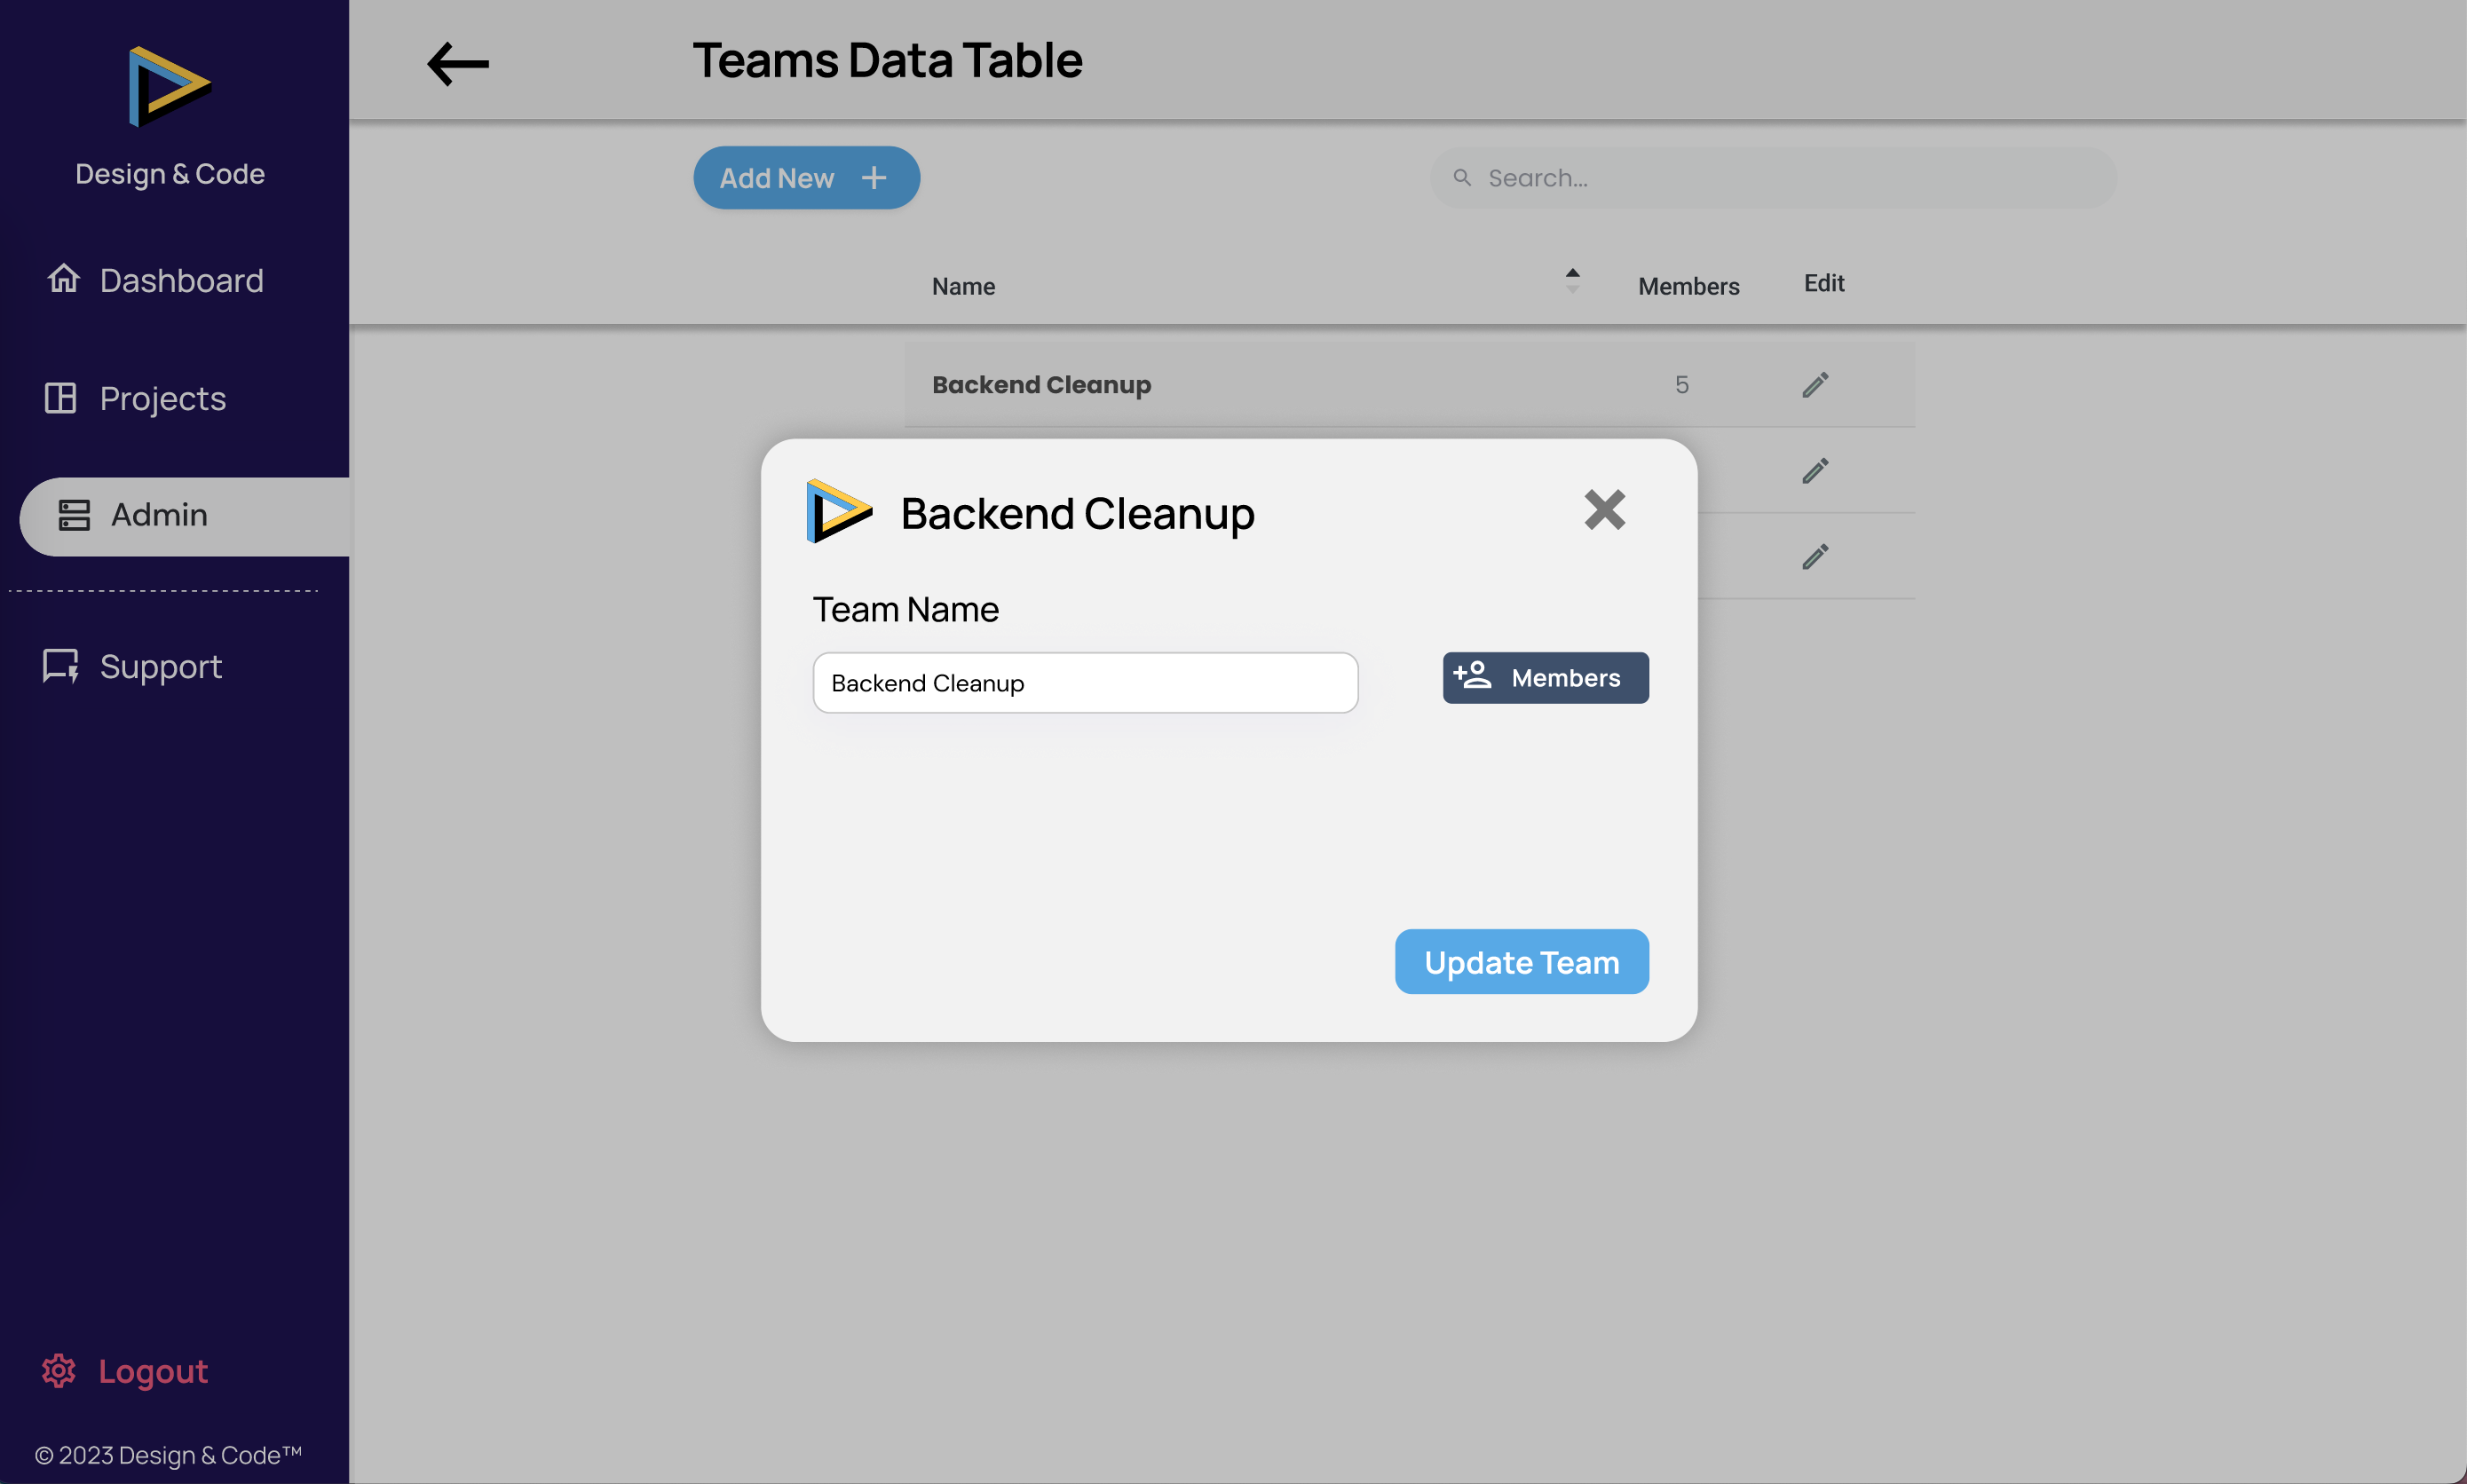 Design & Code
Dashboard
Projects
Admin
Support
Logout
© 2023 Design & Code™
Teams Data Table
Add New
Search...
Name
Members
Edit
Backend Cleanup
5
Backend Cleanup
Team Name
Backend Cleanup
Members
Update Team